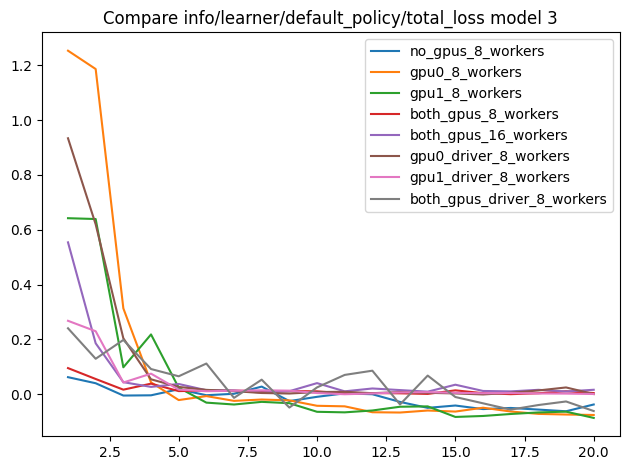 Compare info/learner/default_policy/total_loss model 3
no_gpus_8_workers
gpu0_8_workers
gpu1_8_workers
both_gpus_8_workers
both_gpus_16_workers
gpu0_driver_8_workers
gpu1_driver_8_workers
both_gpus_driver_8_workers
1.2
1.0
0.8
0.6
0.4
0.2
0.0
2.5 5.0 7.5 10.0 12.5 15.0 17.5 20.0